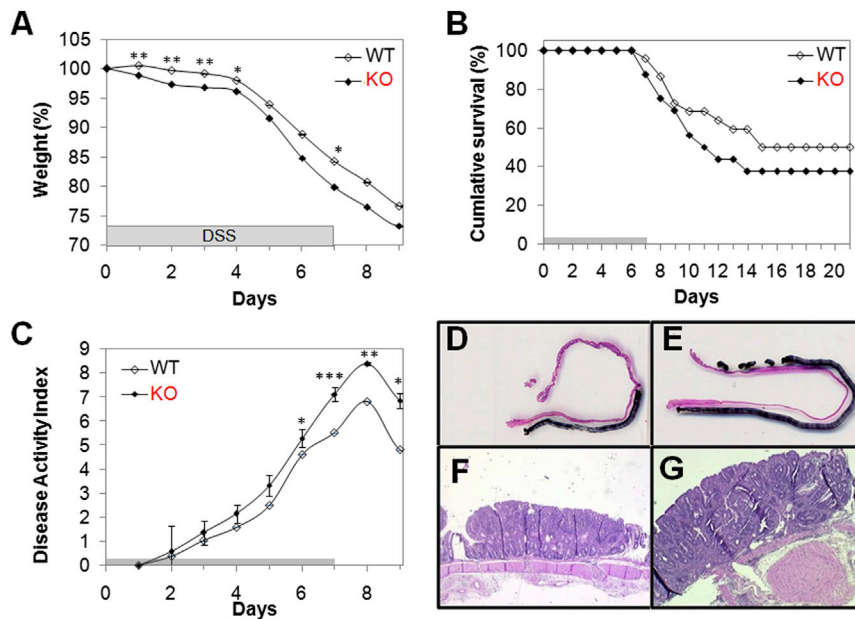 A
105
100
95
90
85
80
75
70
Weight (%)
** ** ** * *
WT
KO
DSS
0 2 4 6 8
Days
B
100
80
60
40
20
0
Cumlative survival (%)
WT
KO
0 2 4 6 8 10 12 14 16 18 20
Days
C
9
8
7
6
5
4
3
2
1
0
Disease Activity Index
WT
KO
* *** ** *
0 2 4 6 8
Days
D
E
F
G